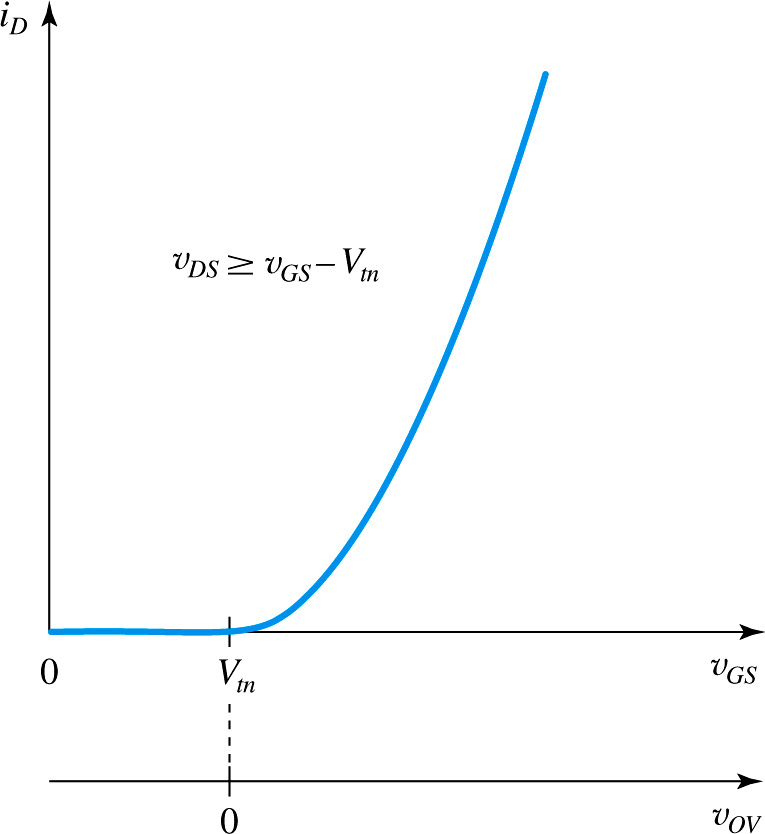 i_D
v_DS ≥ v_GS − V_tn
0 V_tn v_GS
0 v_OV